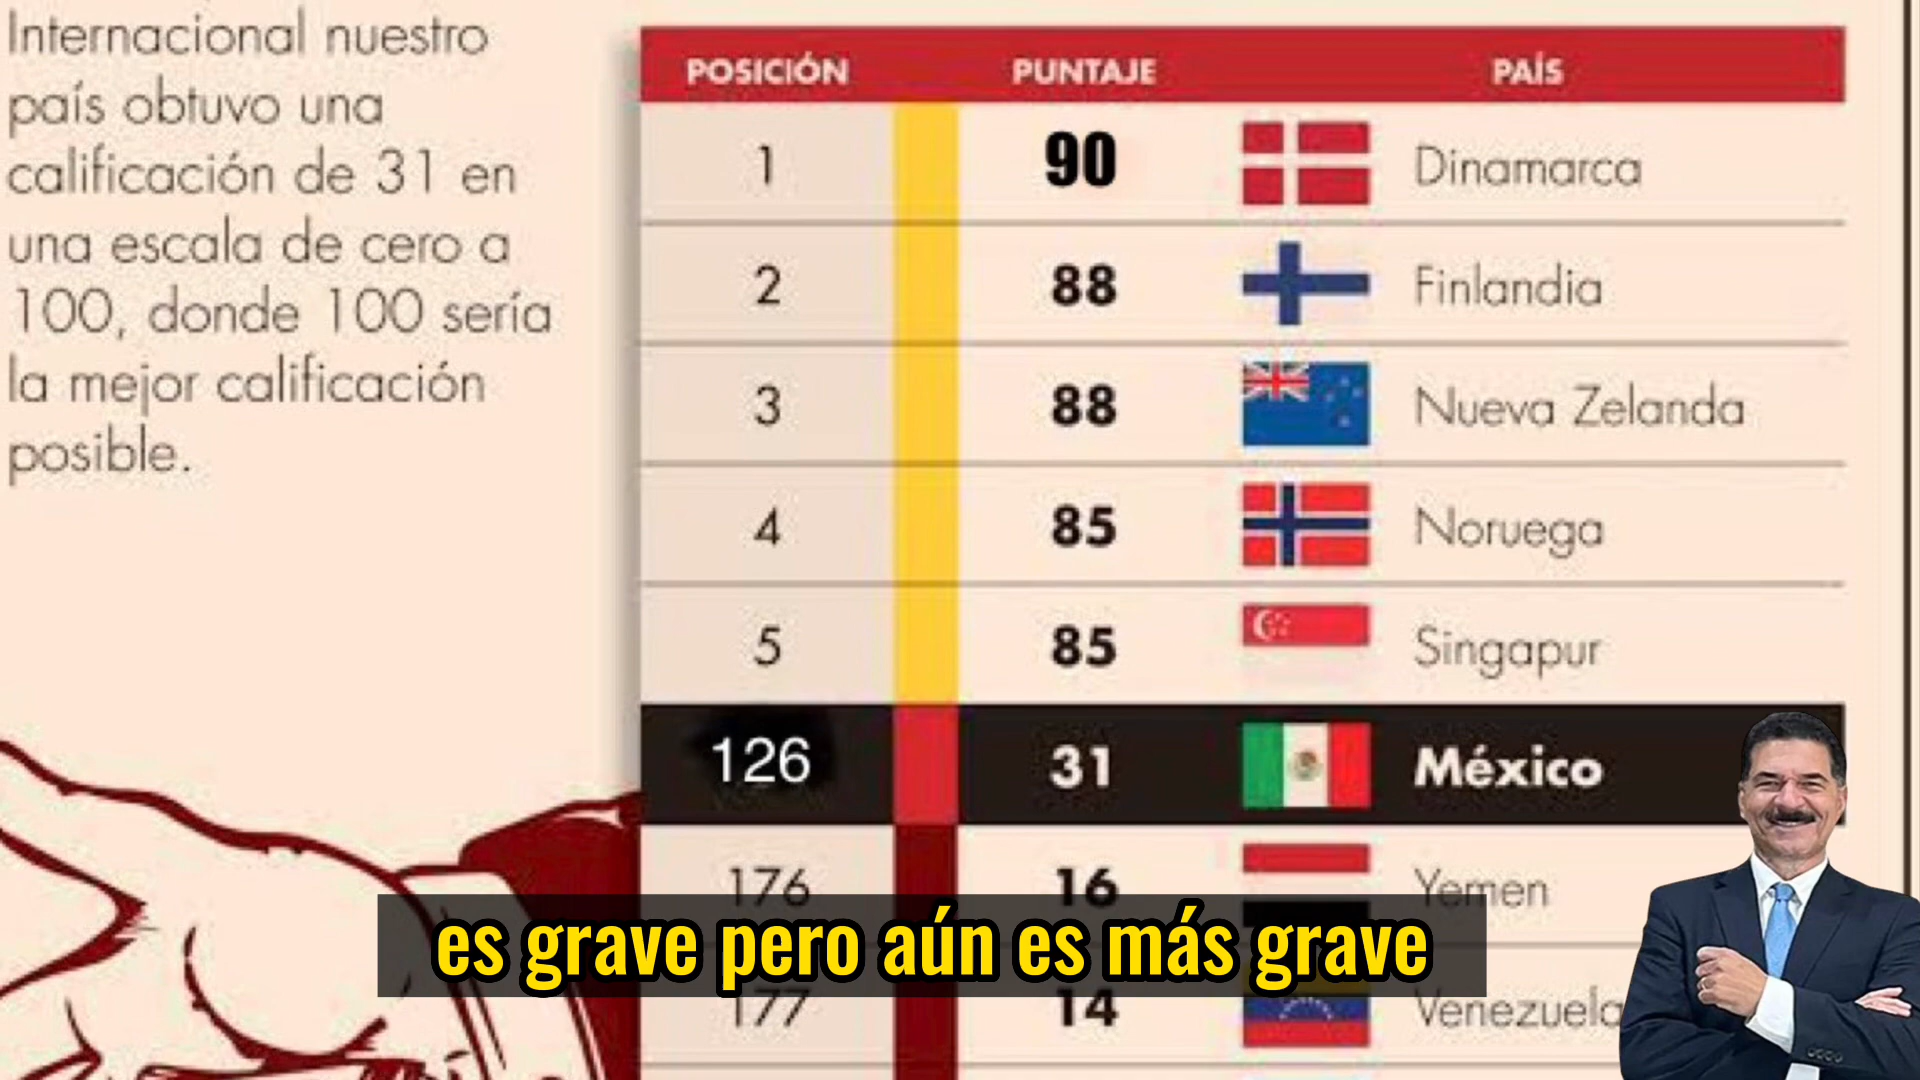 Internacional nuestro
país obtuvo una
calificación de 31 en
una escala de cero a
100, donde 100 sería
la mejor calificación
posible.
POSICIÓN PUNTAJE PAÍS
1 90 Dinamarca
2 88 Finlandia
3 88 Nueva Zelanda
4 85 Noruega
5 85 Singapur
126 31 México
176 16 Yemen
es grave pero aún es más grave
177 14 Venezuela